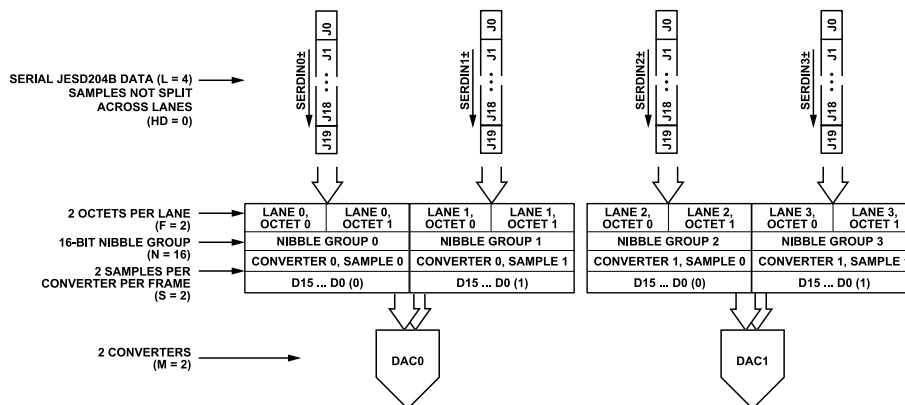 J0
J1
J18
J19
SERDIN0±
J0
J1
J18
J19
SERDIN1±
J0
J1
J18
J19
SERDIN2±
J0
J1
J18
J19
SERDIN3±
SERIAL JESD204B DATA (L = 4)
SAMPLES NOT SPLIT
ACROSS LANES
(HD = 0)
2 OCTETS PER LANE
(F = 2)
LANE 0,
OCTET 0
LANE 0,
OCTET 1
LANE 1,
OCTET 0
LANE 1,
OCTET 1
LANE 2,
OCTET 0
LANE 2,
OCTET 1
LANE 3,
OCTET 0
LANE 3,
OCTET 1
16-BIT NIBBLE GROUP
(N = 16)
NIBBLE GROUP 0
NIBBLE GROUP 1
NIBBLE GROUP 2
NIBBLE GROUP 3
CONVERTER 0, SAMPLE 0
CONVERTER 0, SAMPLE 1
CONVERTER 1, SAMPLE 0
CONVERTER 1, SAMPLE 1
2 SAMPLES PER
CONVERTER PER FRAME
(S = 2)
D15 ... D0 (0)
D15 ... D0 (1)
D15 ... D0 (0)
D15 ... D0 (1)
2 CONVERTERS
(M = 2)
DAC0
DAC1